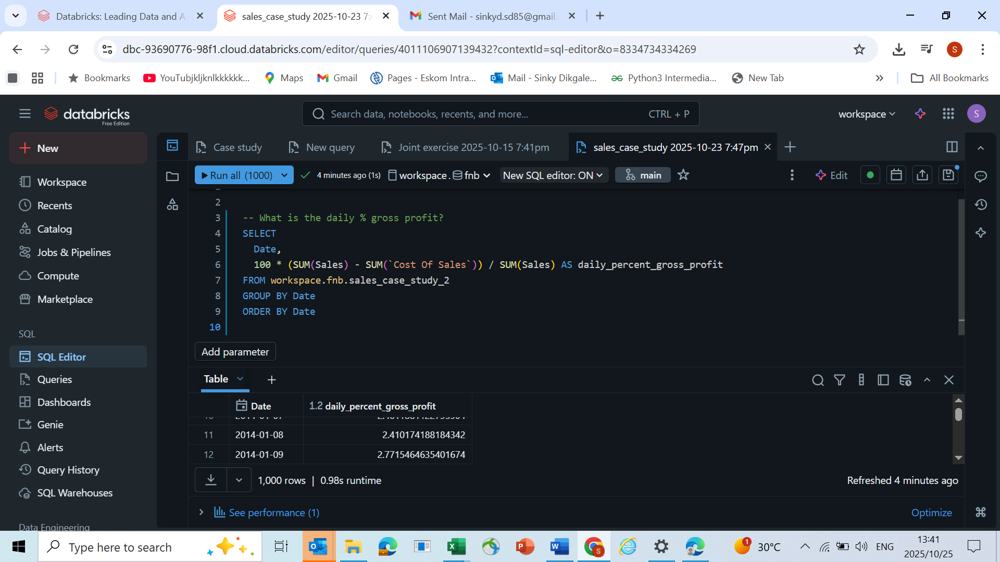 Databricks: Leading Data and A
sales_case_study 2025-10-23 7:4
Sent Mail - sinkyd.sd85@gmail.
dbc-93690776-98f1.cloud.databricks.com/editor/queries/4011106907139432?contextId=sql-editor&o=8334734334269
S
Bookmarks
YouTubjkljknlkkkkkk...
Maps
Gmail
Pages - Eskom Intra...
Mail - Sinky Dikgale...
Python3 Intermedia...
New Tab
All Bookmarks
databricks
Free Edition
Search data, notebooks, recents, and more...
CTRL + P
workspace
S
New
Workspace
Recents
Catalog
Jobs & Pipelines
Compute
Marketplace
SQL
SQL Editor
Queries
Dashboards
Genie
Alerts
Query History
SQL Warehouses
Data Engineering
Case study
New query
Joint exercise 2025-10-15 7:41pm
sales_case_study 2025-10-23 7:47pm
Run all (1000)
4 minutes ago (1s)
workspace. fnb
New SQL editor: ON
main
Edit
2
3 -- What is the daily % gross profit?
4 SELECT
5 Date,
6 100 * (SUM(Sales) - SUM(`Cost Of Sales`)) / SUM(Sales) AS daily_percent_gross_profit
7 FROM workspace.fnb.sales_case_study_2
8 GROUP BY Date
9 ORDER BY Date
10
Add parameter
Table
Date
1.2 daily_percent_gross_profit
11 2014-01-08 2.410174188184342
12 2014-01-09 2.7715464635401674
1,000 rows | 0.98s runtime
Refreshed 4 minutes ago
See performance (1)
Optimize
Type here to search
1
30°C
ENG
13:41
2025/10/25